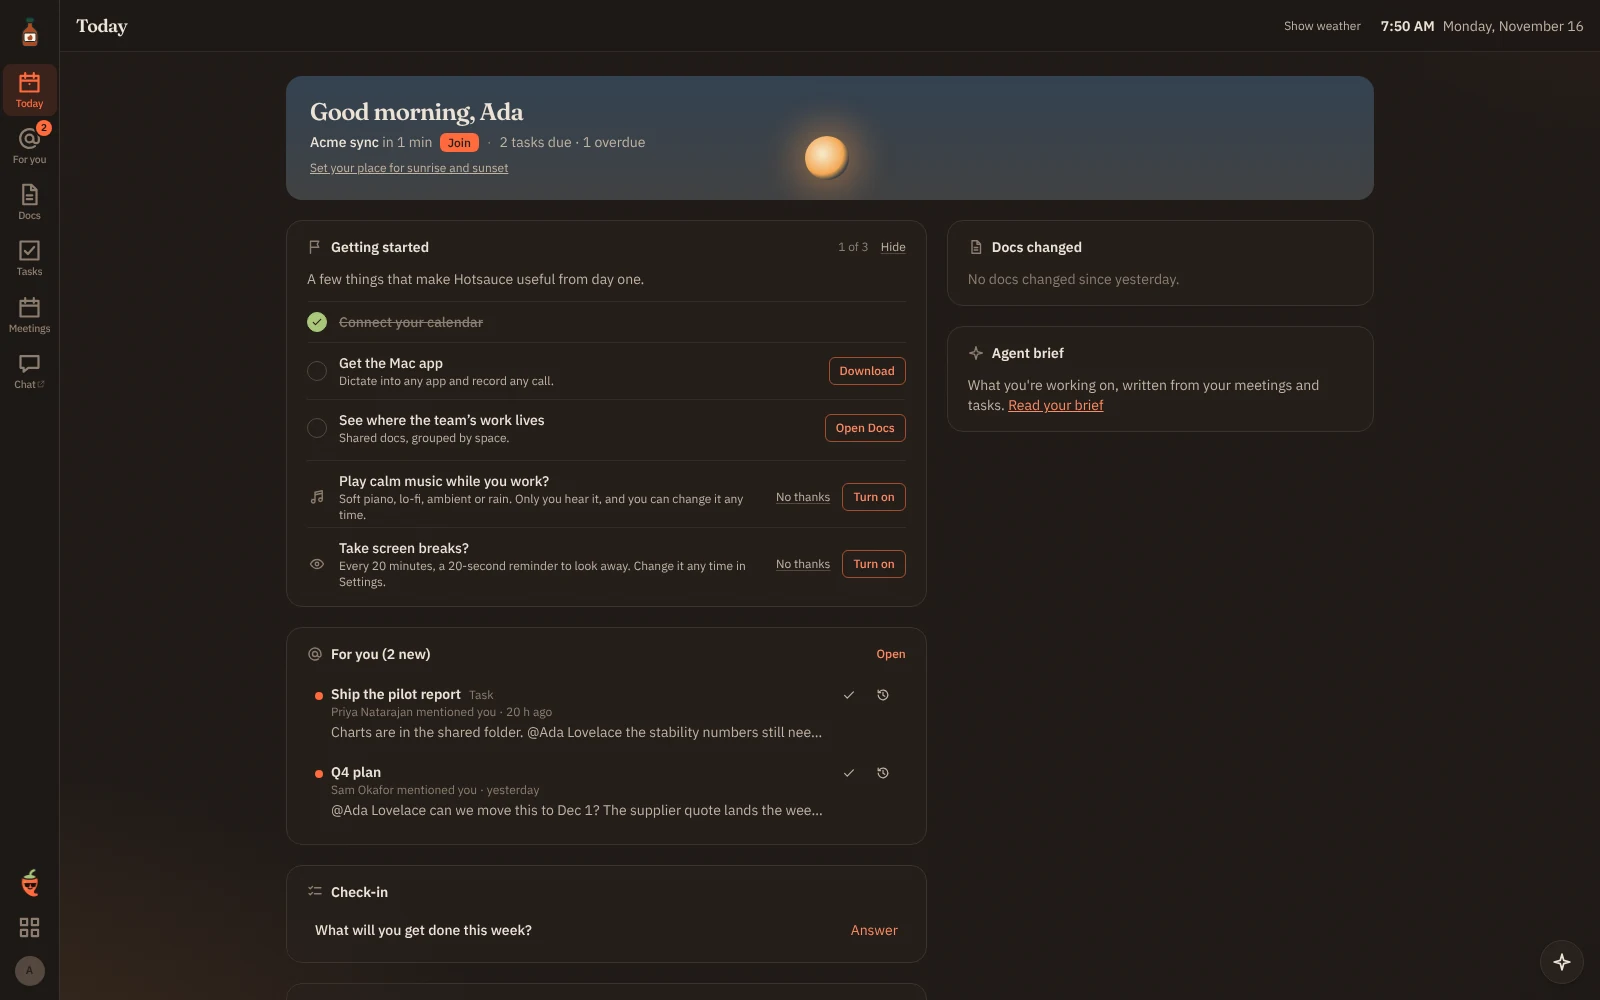 Today
Show weather
7:50 AM Monday, November 16
Today
2
For you
Docs
Tasks
Meetings
Chat
A
Good morning, Ada
Acme sync in 1 min Join · 2 tasks due · 1 overdue
Set your place for sunrise and sunset
Getting started
1 of 3 Hide
A few things that make Hotsauce useful from day one.
Connect your calendar
Get the Mac app
Dictate into any app and record any call.
Download
See where the team’s work lives
Shared docs, grouped by space.
Open Docs
Play calm music while you work?
Soft piano, lo-fi, ambient or rain. Only you hear it, and you can change it any
time.
No thanks Turn on
Take screen breaks?
Every 20 minutes, a 20-second reminder to look away. Change it any time in
Settings.
No thanks Turn on
For you (2 new)
Open
Ship the pilot report Task
Priya Natarajan mentioned you · 20 h ago
Charts are in the shared folder. @Ada Lovelace the stability numbers still nee...
Q4 plan
Sam Okafor mentioned you · yesterday
@Ada Lovelace can we move this to Dec 1? The supplier quote lands the wee...
Check-in
What will you get done this week?
Answer
Docs changed
No docs changed since yesterday.
Agent brief
What you're working on, written from your meetings and
tasks. Read your brief